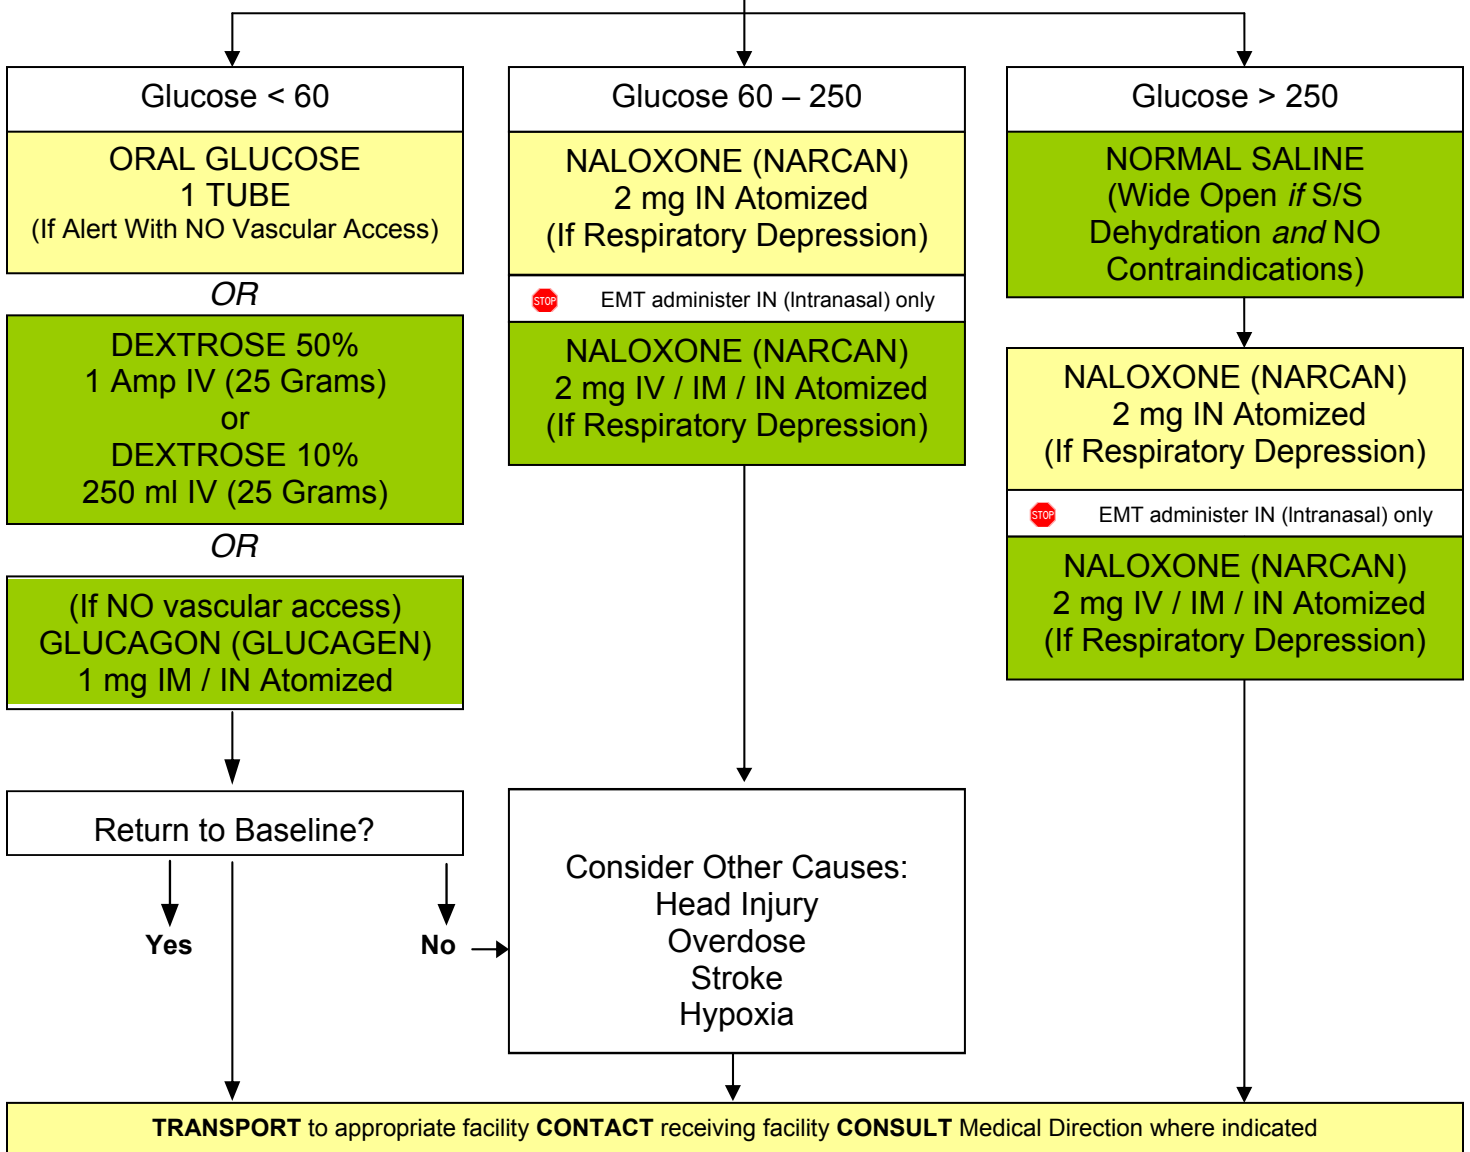 Glucose < 60
ORAL GLUCOSE
1 TUBE
(If Alert With NO Vascular Access)
OR
DEXTROSE 50%
1 Amp IV (25 Grams)
or
DEXTROSE 10%
250 ml IV (25 Grams)
OR
(If NO vascular access)
GLUCAGON (GLUCAGEN)
1 mg IM / IN Atomized
Return to Baseline?
Yes
No
Glucose 60 – 250
NALOXONE (NARCAN)
2 mg IN Atomized
(If Respiratory Depression)
STOP
EMT administer IN (Intranasal) only
NALOXONE (NARCAN)
2 mg IV / IM / IN Atomized
(If Respiratory Depression)
Consider Other Causes:
Head Injury
Overdose
Stroke
Hypoxia
Glucose > 250
NORMAL SALINE
(Wide Open if S/S
Dehydration and NO
Contraindications)
NALOXONE (NARCAN)
2 mg IN Atomized
(If Respiratory Depression)
STOP
EMT administer IN (Intranasal) only
NALOXONE (NARCAN)
2 mg IV / IM / IN Atomized
(If Respiratory Depression)
TRANSPORT to appropriate facility CONTACT receiving facility CONSULT Medical Direction where indicated